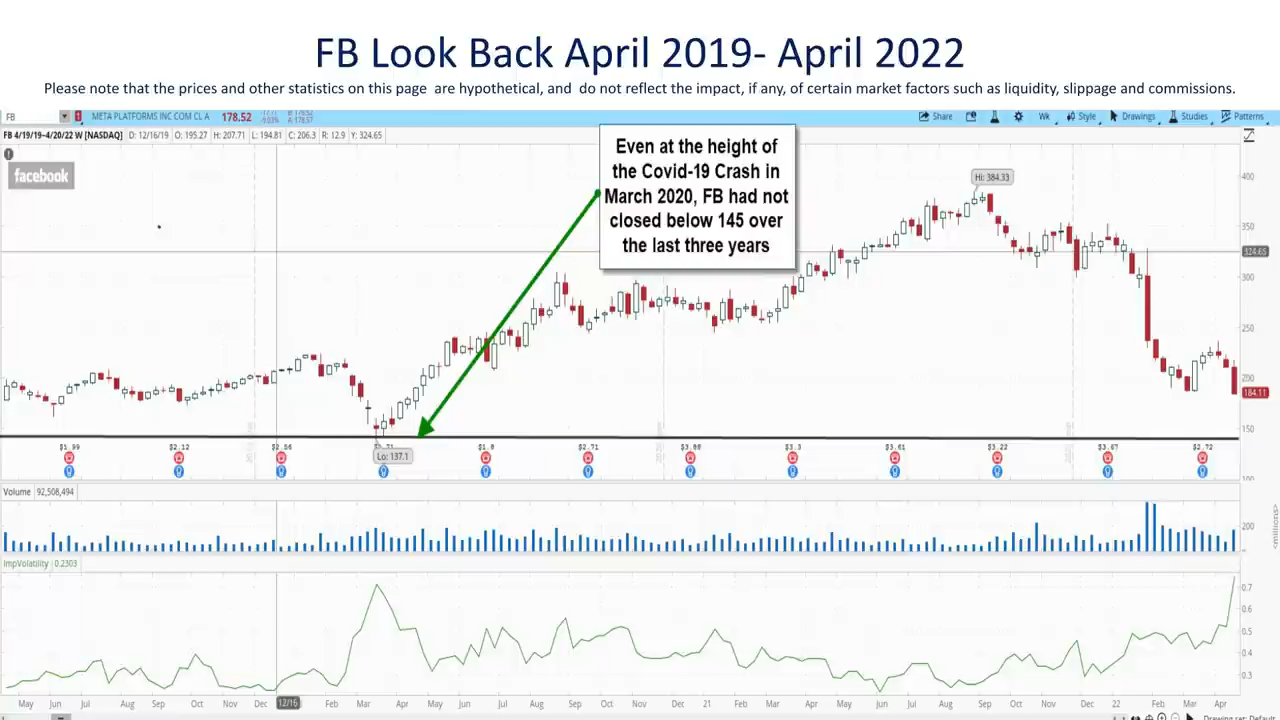 FB Look Back April 2019- April 2022
Please note that the prices and other statistics on this page are hypothetical, and do not reflect the impact, if any, of certain market factors such as liquidity, slippage and commissions.
FB META PLATFORMS INC COM CL A 178.52 Share Wk Style Drawings Studies Patterns
FB 4/19/19-4/20/22 W [NASDAQ] D: 12/16/19 O: 195.27 H: 207.71 L: 194.81 C: 206.3 R: 12.9 Y: 324.65
facebook
Even at the height of
the Covid-19 Crash in
March 2020, FB had not
closed below 145 over
the last three years
Hi: 384.33
400
350
324.65
300
250
200
184.11
150
100
$1.99 $2.12 $2.56 $1.8 $2.71 $3.88 $3.3 $3.61 $3.22 $3.67 $2.72
Lo: 137.1
Volume 92,508,494
200
<millions>
ImpVolatility 0.2303
0.7
0.6
0.5
0.4
0.3
May Jun Jul Aug Sep Oct Nov Dec 12/16 20 Feb Mar Apr May Jun Jul Aug Sep Oct Nov Dec 21 Feb Mar Apr May Jun Jul Aug Sep Oct Nov Dec 22 Feb Mar Apr
Drawing set: Default